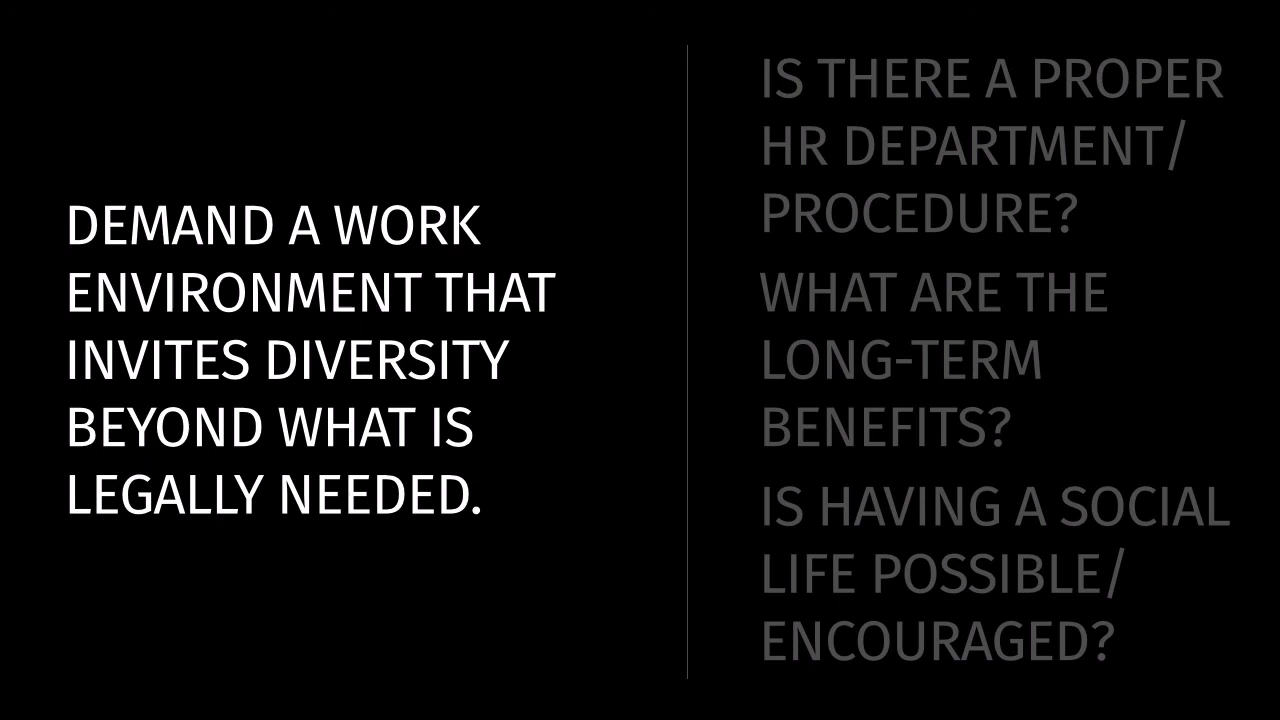 DEMAND A WORK
ENVIRONMENT THAT
INVITES DIVERSITY
BEYOND WHAT IS
LEGALLY NEEDED.
IS THERE A PROPER
HR DEPARTMENT/
PROCEDURE?
WHAT ARE THE
LONG-TERM
BENEFITS?
IS HAVING A SOCIAL
LIFE POSSIBLE/
ENCOURAGED?